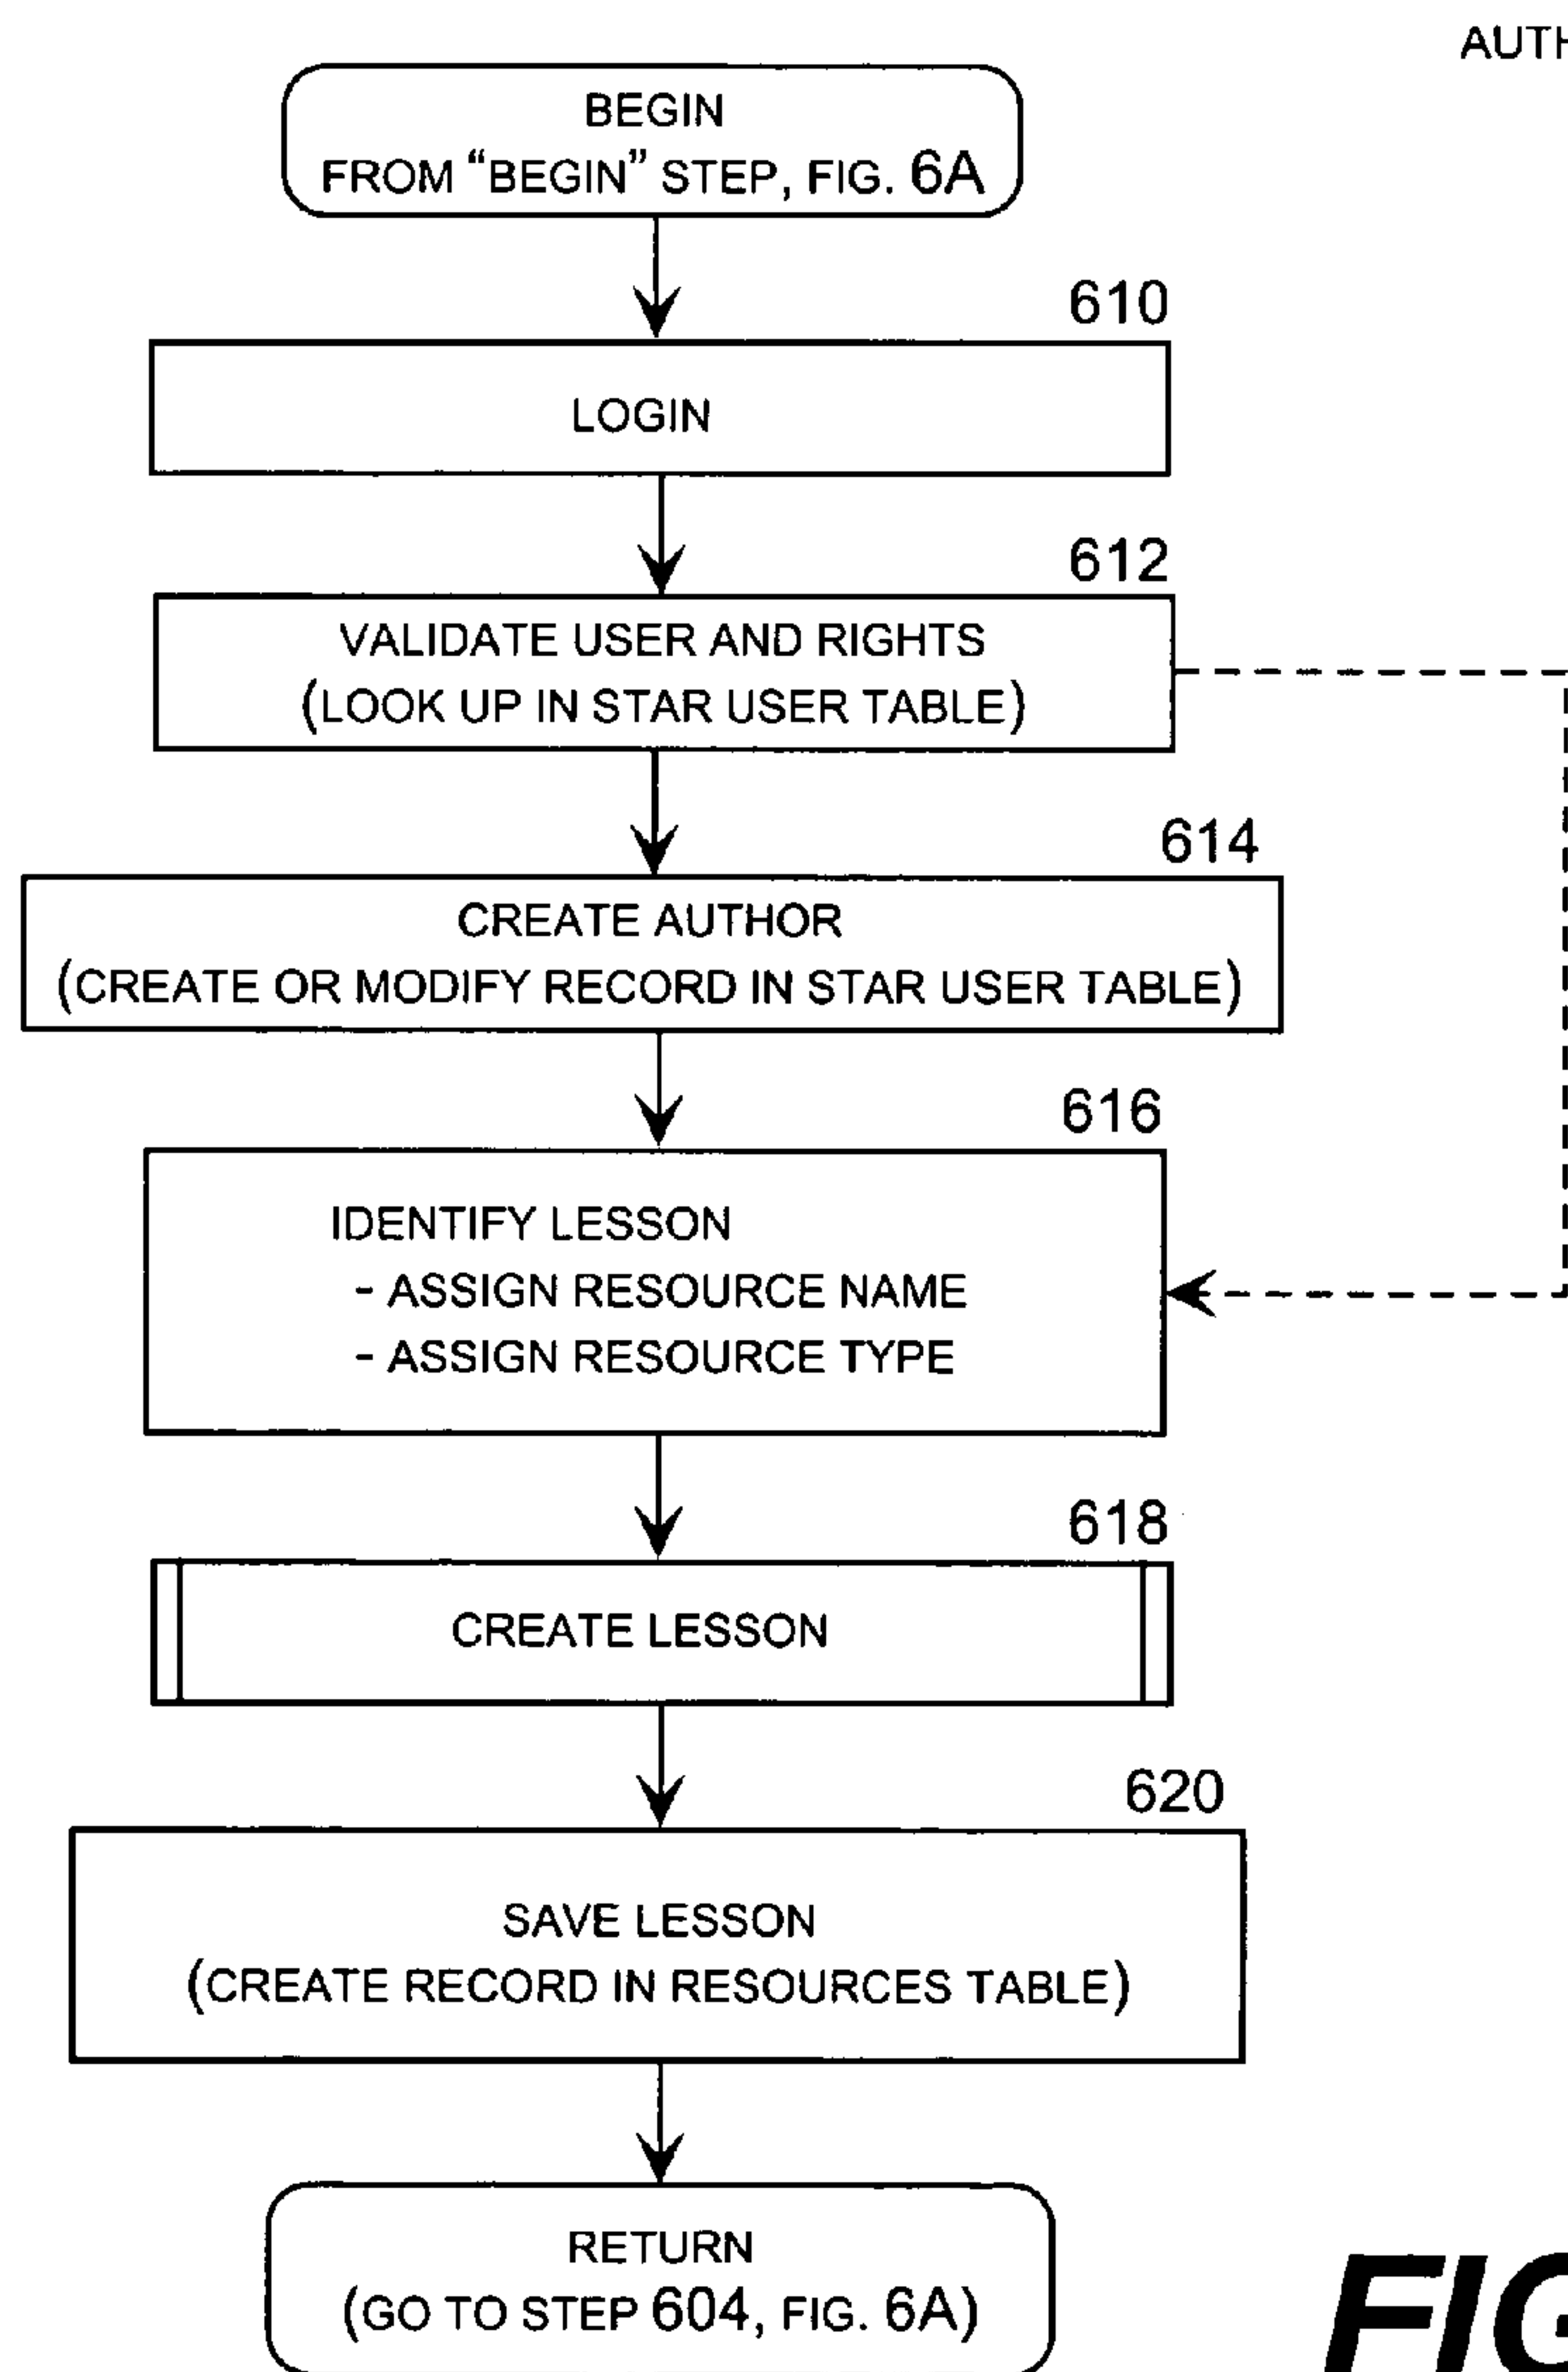 AUTH
BEGIN
FROM “BEGIN” STEP, FIG. 6A
610
LOGIN
612
VALIDATE USER AND RIGHTS
(LOOK UP IN STAR USER TABLE)
614
CREATE AUTHOR
(CREATE OR MODIFY RECORD IN STAR USER TABLE)
616
IDENTIFY LESSON
- ASSIGN RESOURCE NAME
- ASSIGN RESOURCE TYPE
618
CREATE LESSON
620
SAVE LESSON
(CREATE RECORD IN RESOURCES TABLE)
RETURN
(GO TO STEP 604, FIG. 6A)
FIG